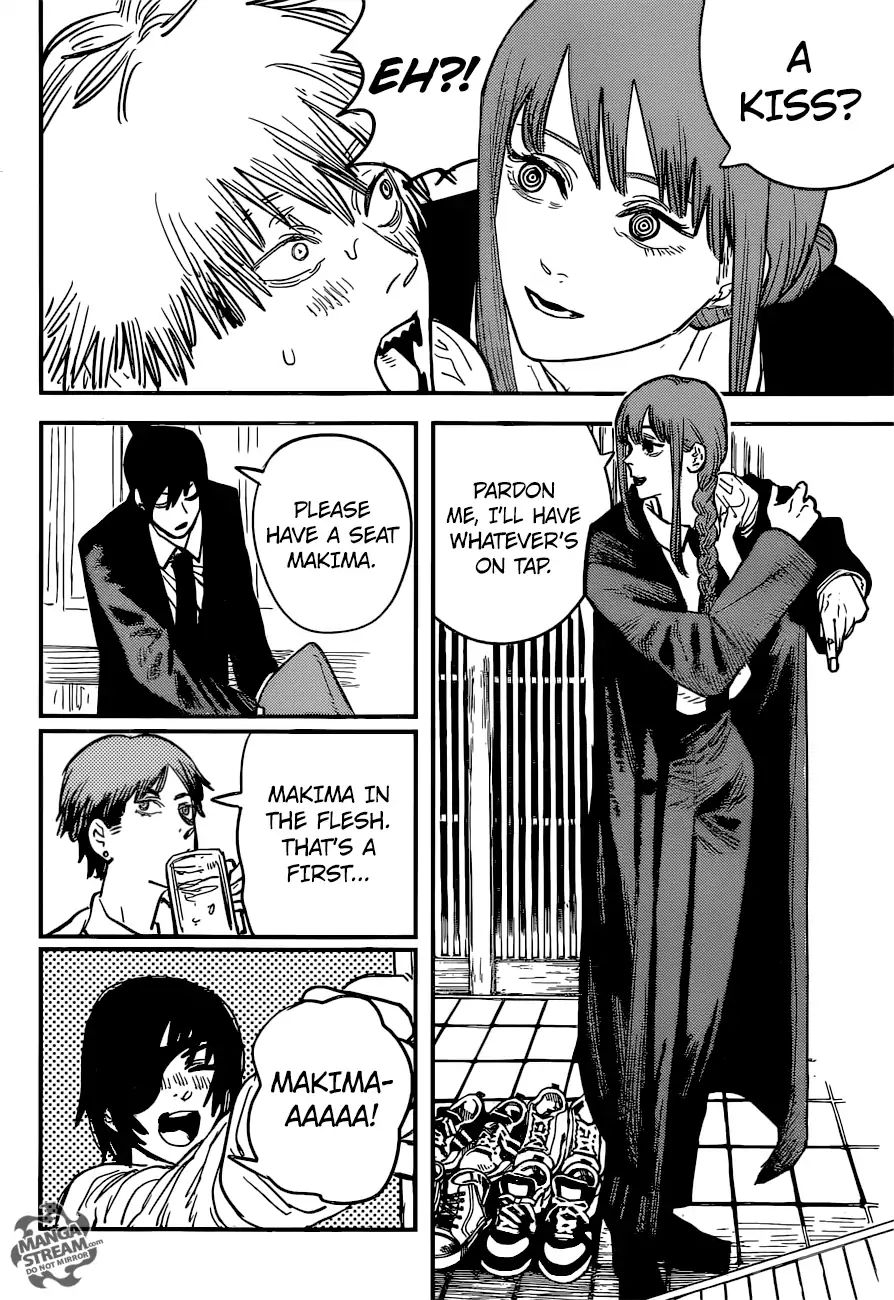 A
KISS?
EH?!
PARDON
ME, I'LL HAVE
WHATEVER'S
ON TAP.
PLEASE
HAVE A SEAT
MAKIMA.
MAKIMA IN
THE FLESH.
THAT'S A
FIRST...
MAKIMA-
AAAAA!
MANGA
STREAM.com
DO NOT MIRROR